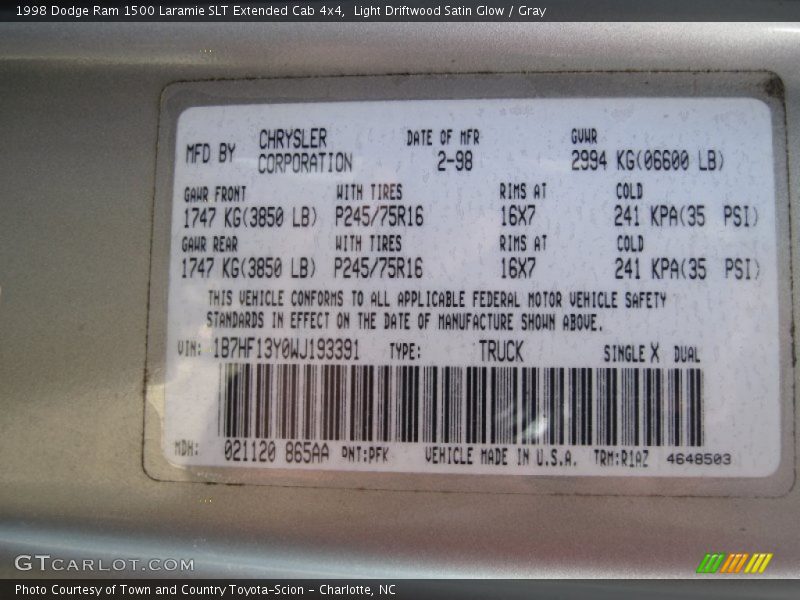 1998 Dodge Ram 1500 Laramie SLT Extended Cab 4x4,  Light Driftwood Satin Glow / Gray
MFD BY CHRYSLER CORPORATION DATE OF MFR 2-98 GVWR 2994 KG(06600 LB)
GAWR FRONT WITH TIRES RIMS AT COLD
1747 KG(3850 LB) P245/75R16 16X7 241 KPA(35 PSI)
GAWR REAR WITH TIRES RIMS AT COLD
1747 KG(3850 LB) P245/75R16 16X7 241 KPA(35 PSI)
THIS VEHICLE CONFORMS TO ALL APPLICABLE FEDERAL MOTOR VEHICLE SAFETY
STANDARDS IN EFFECT ON THE DATE OF MANUFACTURE SHOWN ABOVE.
VIN: 1B7HF13Y0WJ193391 TYPE: TRUCK SINGLE X DUAL
MDH: 021120 865AA PNT:PFK VEHICLE MADE IN U.S.A. TRM:R1AZ 4648503
GTCARLOT.COM
Photo Courtesy of Town and Country Toyota-Scion - Charlotte, NC